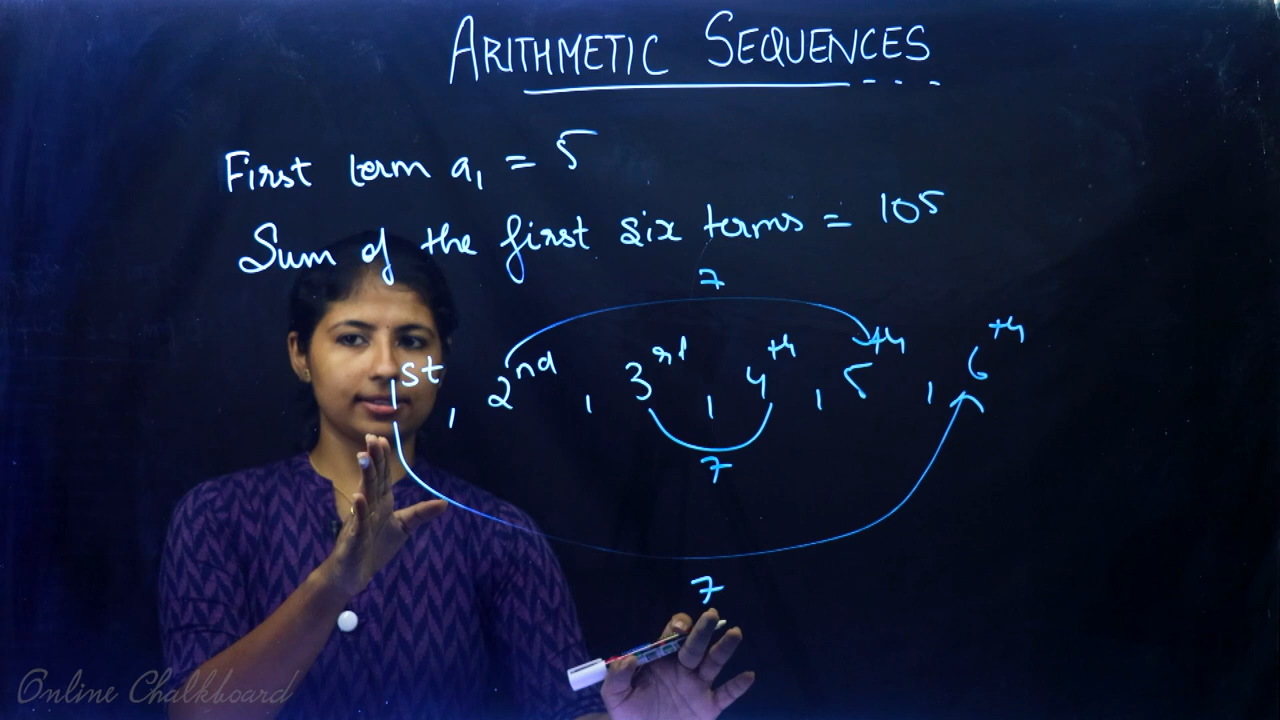 ARITHMETIC SEQUENCES
First term a₁ = 5
Sum of the first six terms = 105
7
1st, 2nd, 3rd, 4th, 5th, 6th
7
7
Online Chalkboard